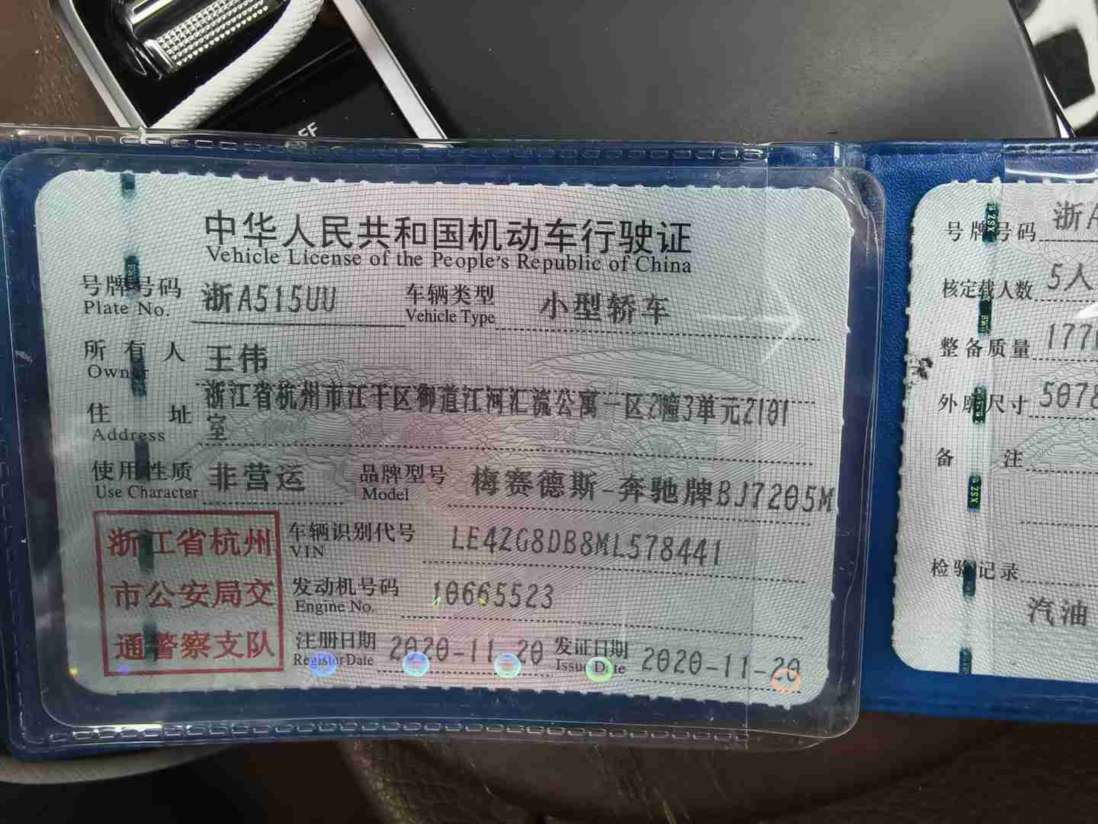 FF
中华人民共和国机动车行驶证
Vehicle License of the People's Republic of China
号牌号码 浙A515UU 车辆类型 小型轿车
Plate No. Vehicle Type
所有人 王伟
Owner
住址 浙江省杭州市江干区御道江河汇流公寓一区2幢3单元2101
Address 室
使用性质 非营运 品牌型号 梅赛德斯-奔驰牌BJ7205M
Use Character Model
浙江省杭州
市公安局交
通警察支队
车辆识别代号 LE4ZG8DB8ML578441
VIN
发动机号码 10665523
Engine No.
注册日期 2020-11-20 发证日期 2020-11-20
Register Date Issue Date
号牌号码 浙A
核定载人数 5人
整备质量 177
外廓尺寸 5078
备注
检验记录
汽油